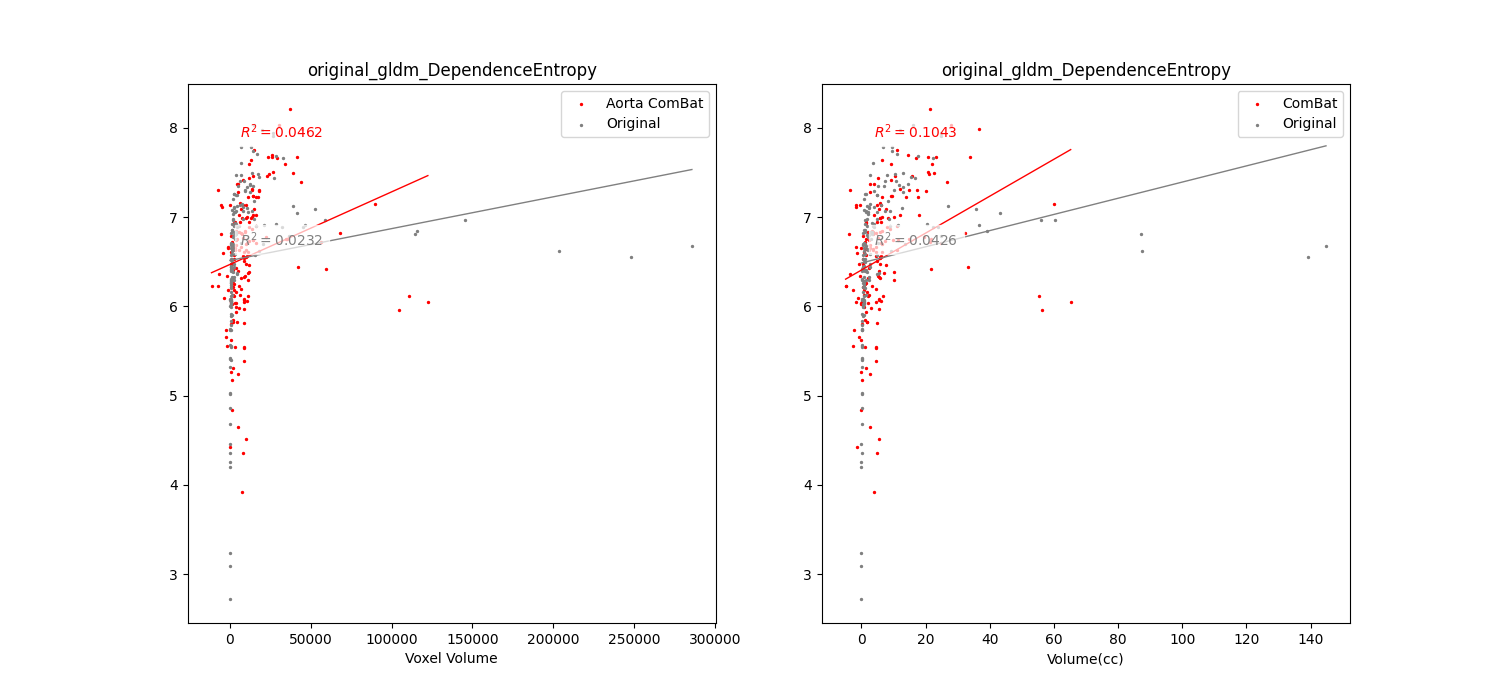 original_gldm_DependenceEntropy
Aorta ComBat
Original
R² = 0.0462
R² = 0.0232
8
7
6
5
4
3
0
50000
100000
150000
200000
250000
300000
Voxel Volume
original_gldm_DependenceEntropy
ComBat
Original
R² = 0.1043
R² = 0.0426
8
7
6
5
4
3
0
20
40
60
80
100
120
140
Volume(cc)